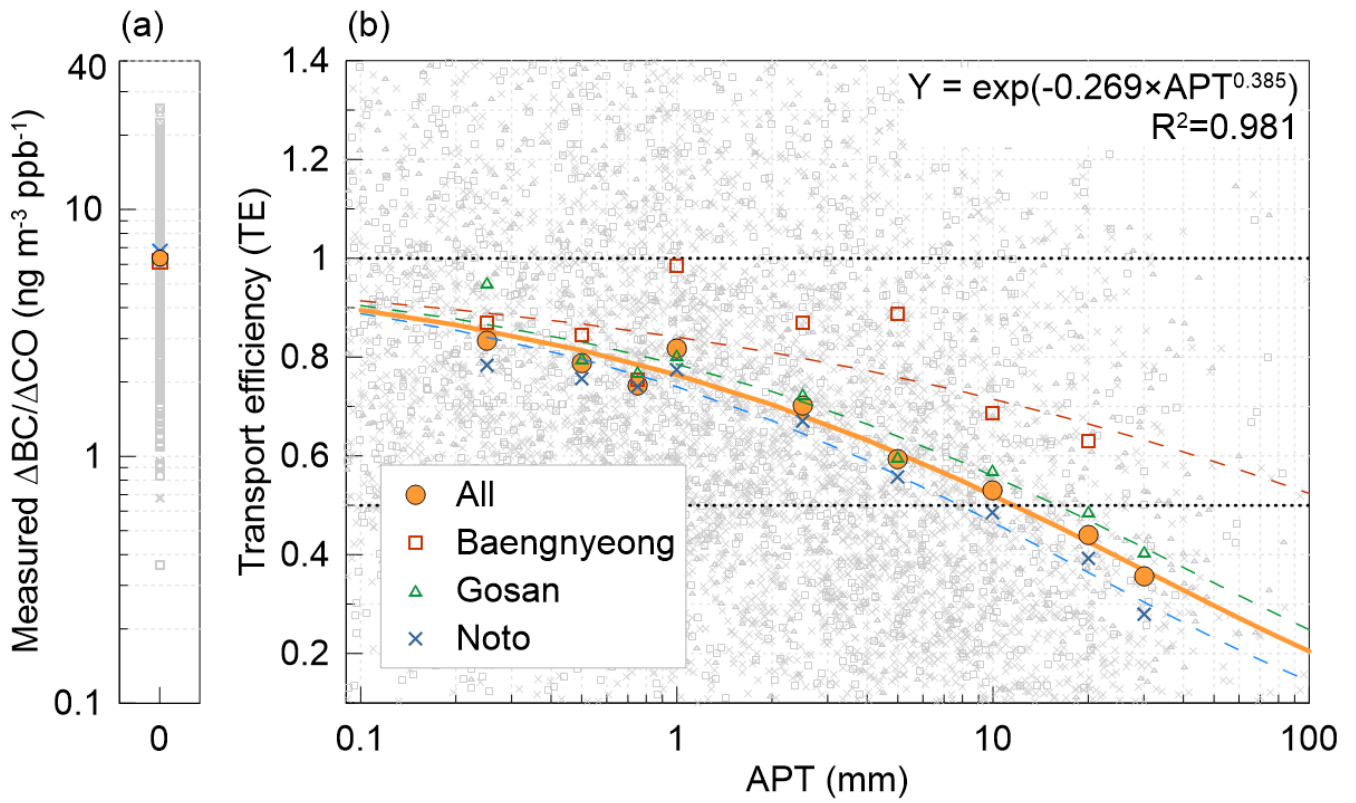 (a)
(b)
Measured ΔBC/ΔCO (ng m⁻³ ppb⁻¹)
40
10
1
0.1
0
Transport efficiency (TE)
1.4
1.2
1
0.8
0.6
0.4
0.2
Y = exp(-0.269×APT⁰·³⁸⁵)
R²=0.981
All
Baengnyeong
Gosan
Noto
0.1
1
10
100
APT (mm)